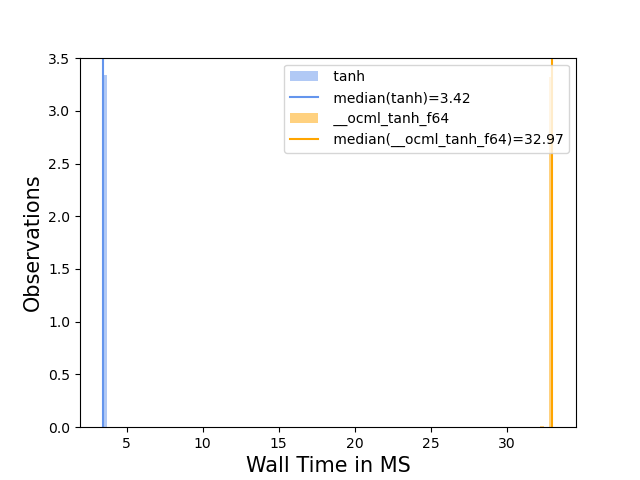 3.5
3.0
2.5
2.0
1.5
1.0
0.5
0.0
Observations
tanh
median(tanh)=3.42
__ocml_tanh_f64
median(__ocml_tanh_f64)=32.97
5 10 15 20 25 30
Wall Time in MS